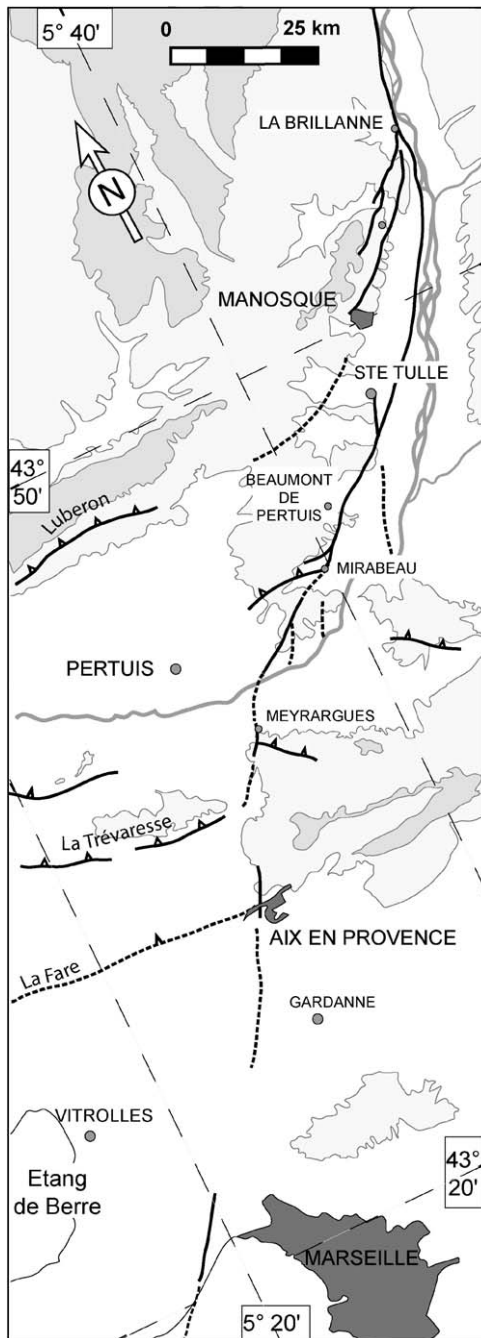 5° 40'
0 25 km
LA BRILLANNE
N
MANOSQUE
STE TULLE
43°
50'
BEAUMONT
DE
PERTUIS
Luberon
MIRABEAU
PERTUIS
MEYRARGUES
La Trévaresse
AIX EN PROVENCE
La Fare
GARDANNE
VITROLLES
43°
20'
Etang
de Berre
MARSEILLE
5° 20'